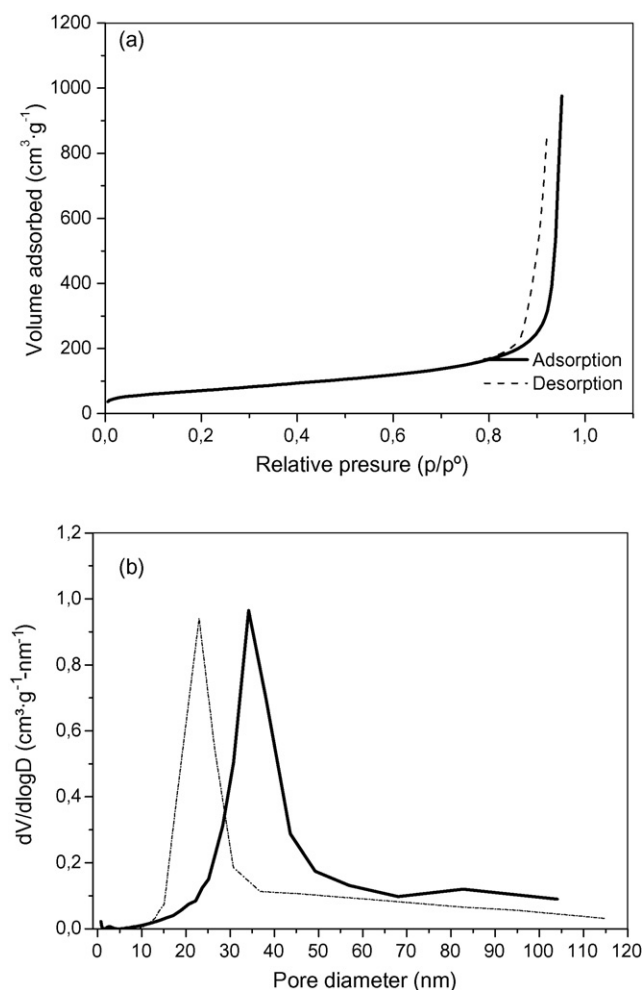 (a)
1200
1000
800
600
400
200
0
Volume adsorbed (cm³·g⁻¹)
Adsorption
Desorption
0,0 0,2 0,4 0,6 0,8 1,0
Relative presure (p/pº)
(b)
1,2
1,0
0,8
0,6
0,4
0,2
0,0
dV/dlogD (cm³·g⁻¹-nm⁻¹)
0 10 20 30 40 50 60 70 80 90 100 110 120
Pore diameter (nm)